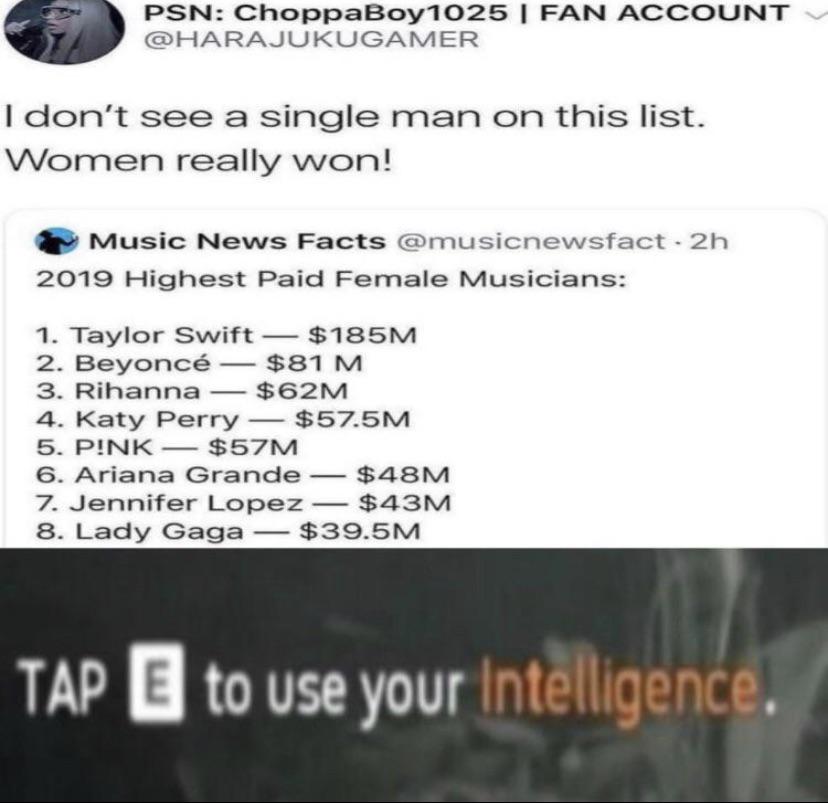 PSN: ChoppaBoy1025 | FAN ACCOUNT
@HARAJUKUGAMER
I don't see a single man on this list.
Women really won!
Music News Facts @musicnewsfact · 2h
2019 Highest Paid Female Musicians:
1. Taylor Swift — $185M
2. Beyoncé — $81 M
3. Rihanna — $62M
4. Katy Perry — $57.5M
5. P!NK — $57M
6. Ariana Grande — $48M
7. Jennifer Lopez — $43M
8. Lady Gaga — $39.5M
TAP E to use your Intelligence.